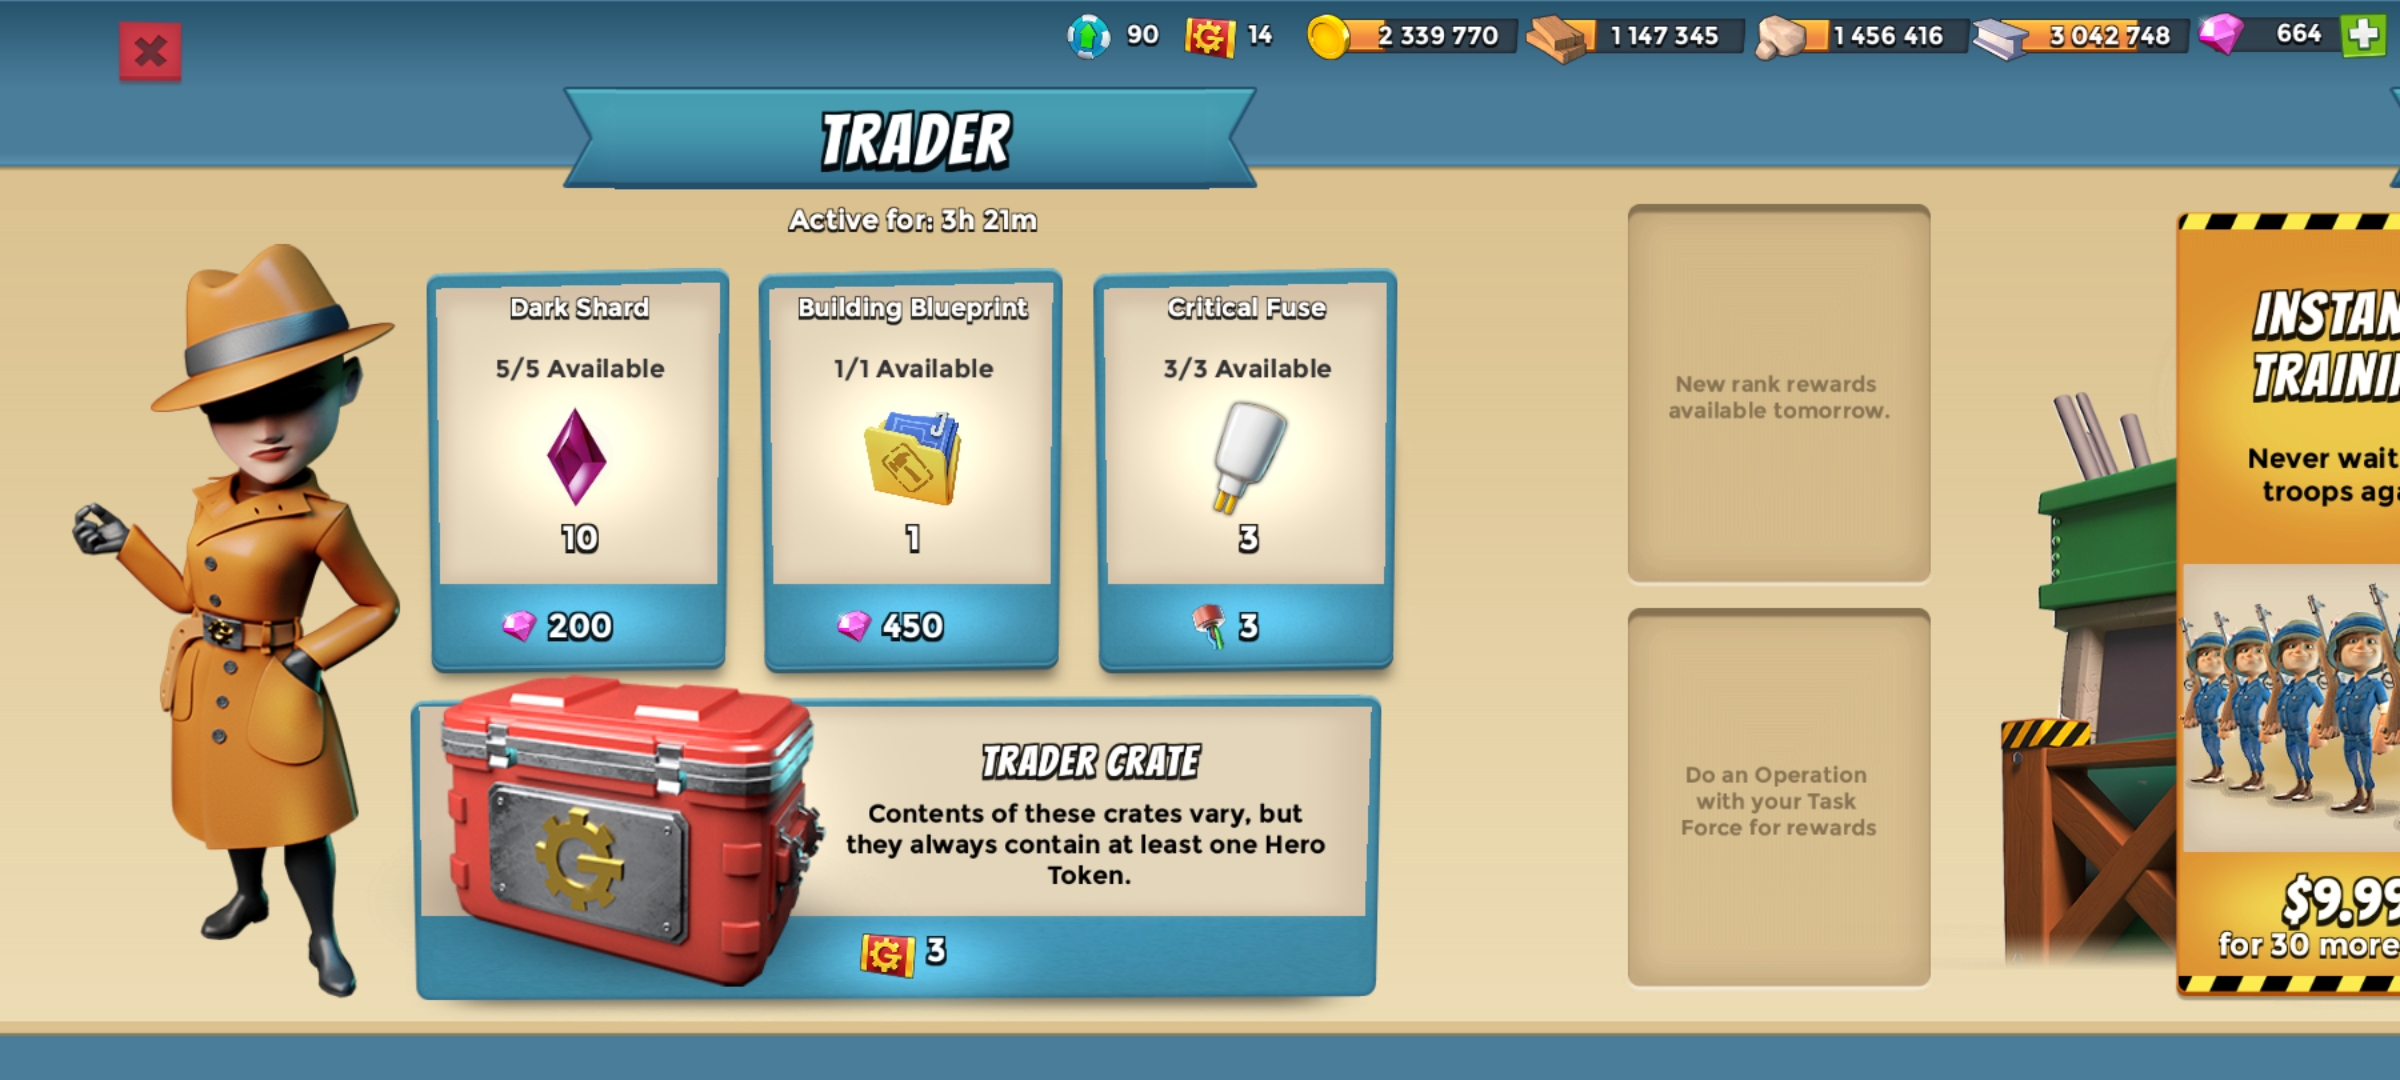 90 14 2 339 770 1 147 345 1 456 416 3 042 748 664
TRADER
Active for: 3h 21m
Dark Shard
5/5 Available
10
200
Building Blueprint
1/1 Available
1
450
Critical Fuse
3/3 Available
3
3
TRADER CRATE
Contents of these crates vary, but
they always contain at least one Hero
Token.
3
New rank rewards
available tomorrow.
Do an Operation
with your Task
Force for rewards
Never wait
$9.99
for 30 more